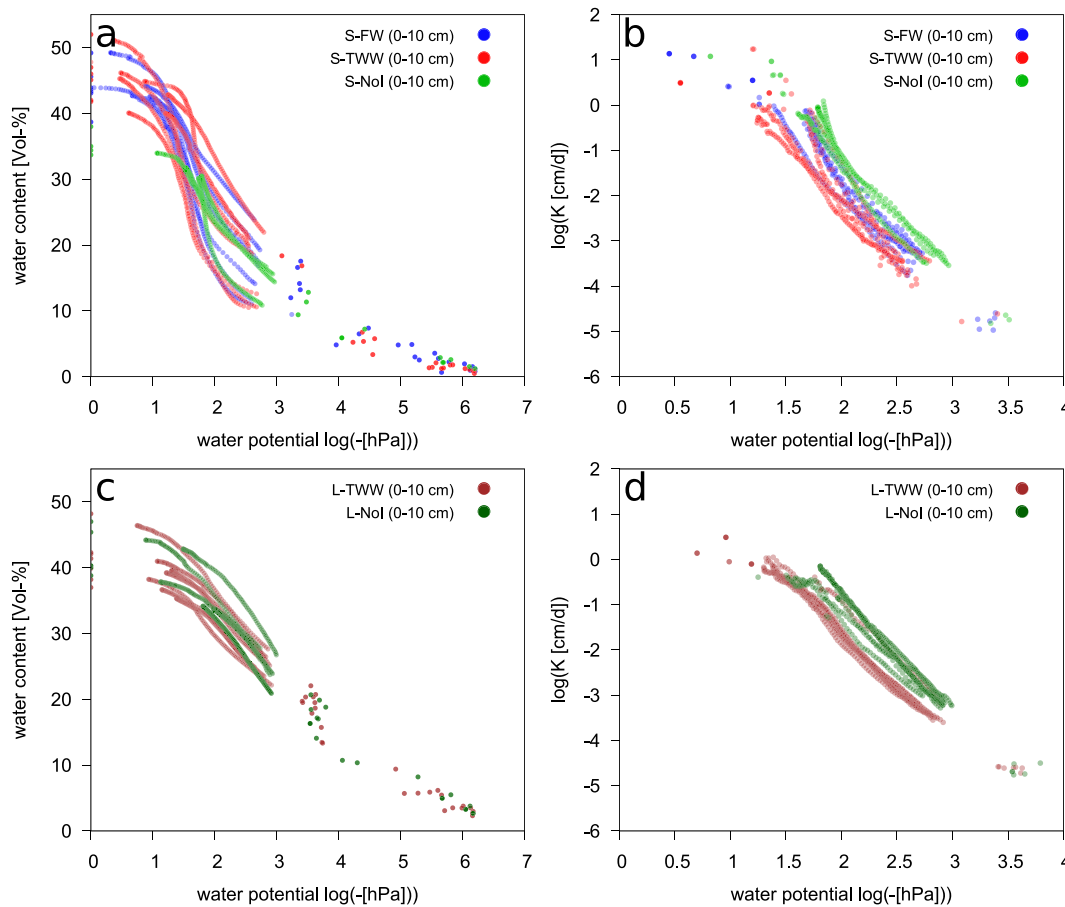 a
S-FW (0-10 cm)
S-TWW (0-10 cm)
S-NoI (0-10 cm)
water content [Vol-%]
50
40
30
20
10
0
0 1 2 3 4 5 6 7
water potential log(-[hPa]))
b
S-FW (0-10 cm)
S-TWW (0-10 cm)
S-NoI (0-10 cm)
log(K [cm/d])
2
1
0
-1
-2
-3
-4
-5
-6
0 0.5 1 1.5 2 2.5 3 3.5 4
water potential log(-[hPa]))
c
L-TWW (0-10 cm)
L-NoI (0-10 cm)
water content [Vol-%]
50
40
30
20
10
0
0 1 2 3 4 5 6 7
water potential log(-[hPa]))
d
L-TWW (0-10 cm)
L-NoI (0-10 cm)
log(K [cm/d])
2
1
0
-1
-2
-3
-4
-5
-6
0 0.5 1 1.5 2 2.5 3 3.5 4
water potential log(-[hPa]))